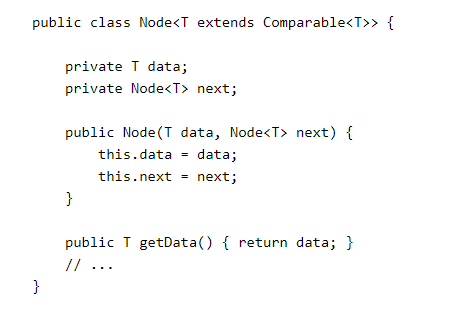 public class Node<T extends Comparable<T>> {
private T data;
private Node<T> next;
public Node(T data, Node<T> next) {
this.data = data;
this.next = next;
}
public T getData() { return data; }
// ...
}